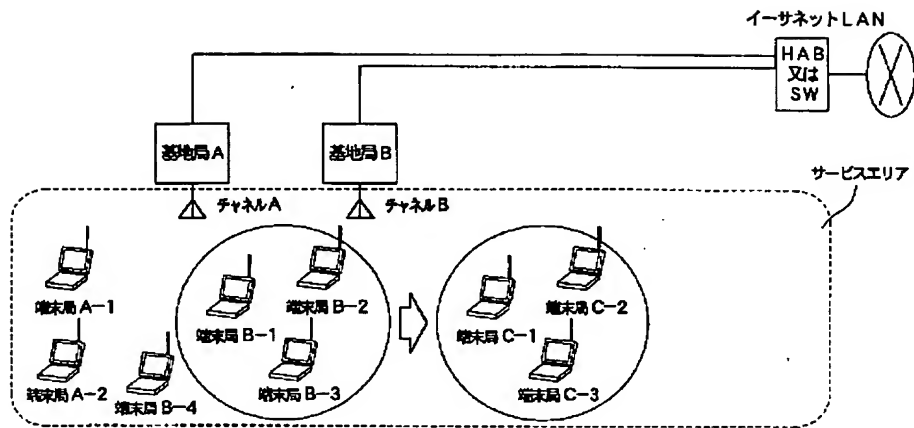 イーサネットLAN
HAB
又は
SW
基地局A
基地局B
サービスエリア
チャネルA
チャネルB
端末局A-1
端末局B-1
端末局B-2
端末局C-1
端末局C-2
端末局A-2
端末局B-4
端末局B-3
端末局C-3